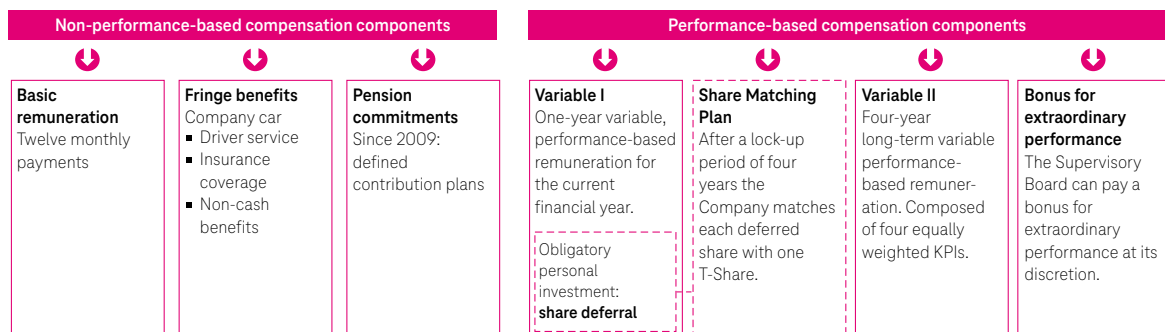 Non-performance-based compensation components
Performance-based compensation components
Basic
remuneration
Twelve monthly
payments
Fringe benefits
Company car
▪ Driver service
▪ Insurance
coverage
▪ Non-cash
benefits
Pension
commitments
Since 2009:
defined
contribution plans
Variable I
One-year variable,
performance-based
remuneration for
the current
financial year.
Obligatory
personal
investment:
share deferral
Share Matching
Plan
After a lock-up
period of four
years the
Company matches
each deferred
share with one
T-Share.
Variable II
Four-year
long-term variable
performance-
based remuner-
ation. Composed
of four equally
weighted KPIs.
Bonus for
extraordinary
performance
The Supervisory
Board can pay a
bonus for
extraordinary
performance at its
discretion.